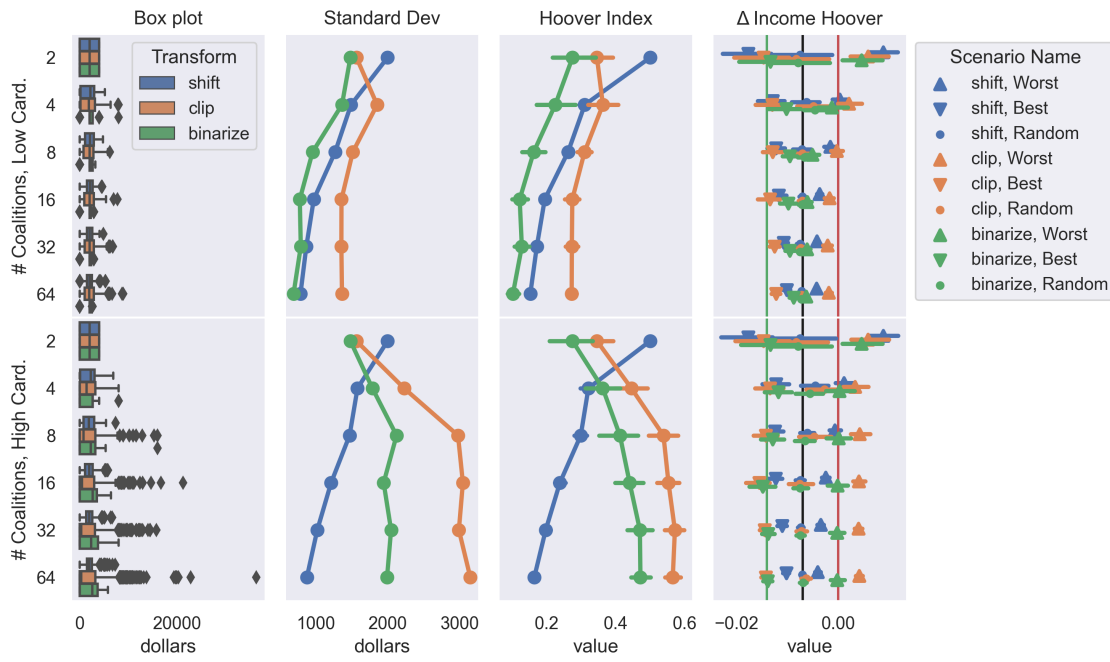 Box plot
Standard Dev
Hoover Index
Δ Income Hoover
# Coalitions, Low Card.
2
4
8
16
32
64
Transform
shift
clip
binarize
Scenario Name
shift, Worst
shift, Best
shift, Random
clip, Worst
clip, Best
clip, Random
binarize, Worst
binarize, Best
binarize, Random
# Coalitions, High Card.
2
4
8
16
32
64
0 20000
dollars
1000 2000 3000
dollars
0.2 0.4 0.6
value
−0.02 0.00
value